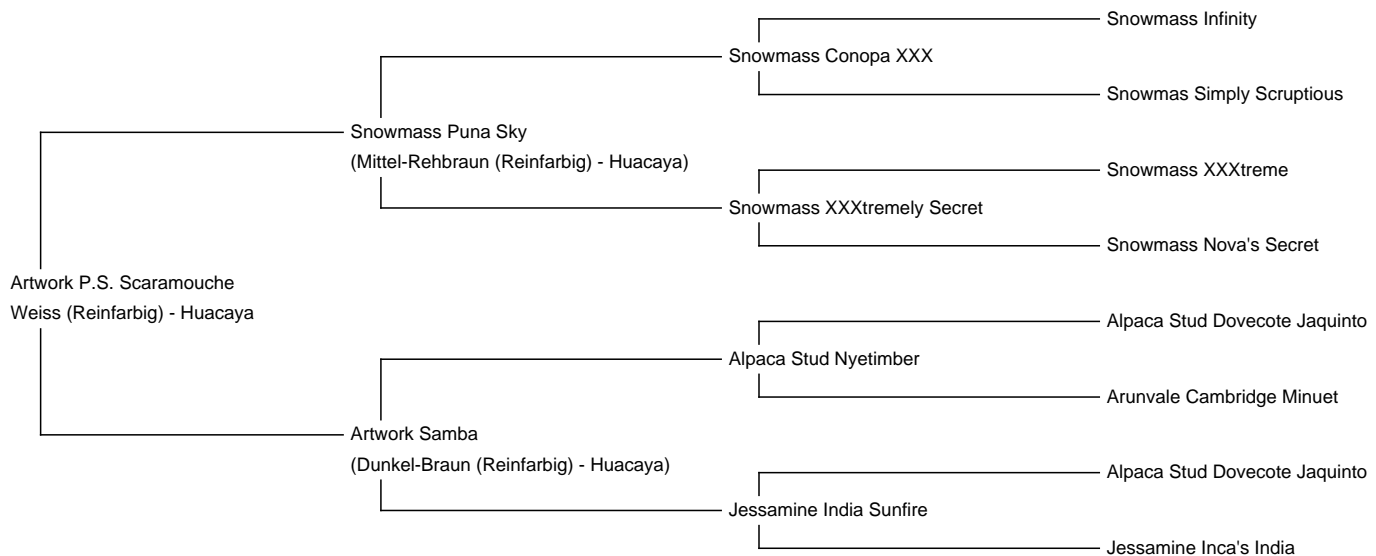 Snowmass Infinity
Snowmass Conopa XXX
Snowmas Simply Scruptious
Snowmass Puna Sky
(Mittel-Rehbraun (Reinfarbig) - Huacaya)
Snowmass XXXtreme
Snowmass XXXtremely Secret
Snowmass Nova's Secret
Artwork P.S. Scaramouche
Weiss (Reinfarbig) - Huacaya
Alpaca Stud Dovecote Jaquinto
Alpaca Stud Nyetimber
Arunvale Cambridge Minuet
Artwork Samba
(Dunkel-Braun (Reinfarbig) - Huacaya)
Alpaca Stud Dovecote Jaquinto
Jessamine India Sunfire
Jessamine Inca's India